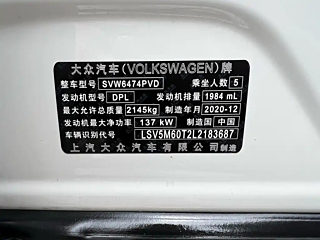 大众汽车(VOLKSWAGEN)牌
整车型号 SVW6474PVD 乘坐人数 5
发动机型号 DPL 发动机排量 1984 mL
最大允许总质量 2145kg 制造年月 2020-12
发动机最大净功率 137 kW 制造国 中国
车辆识别代号 LSV5M60T2L2183687
上汽大众汽车有限公司 制造